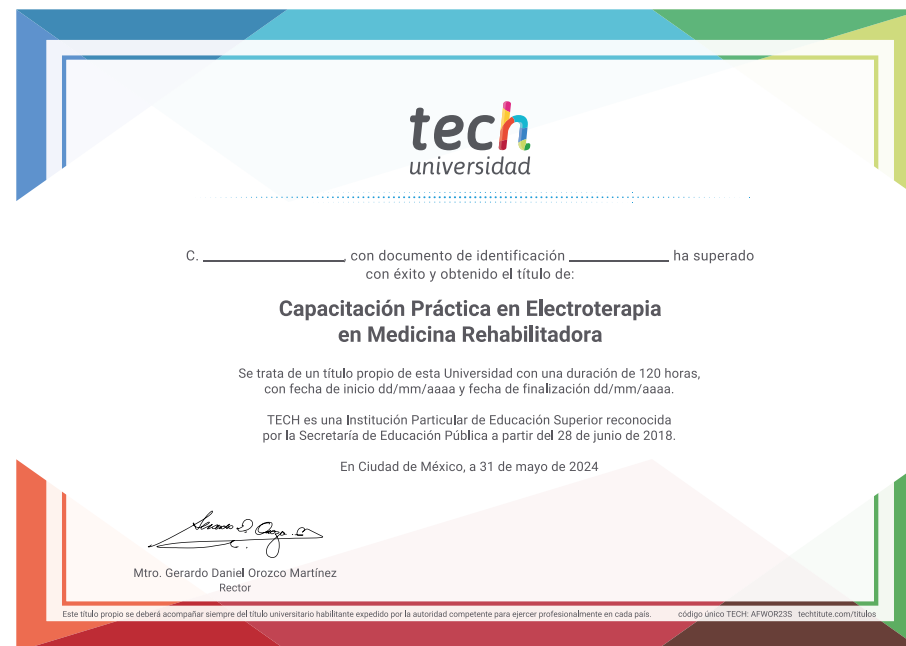 tech
universidad
C. ____________, con documento de identificación ____________ ha superado
con éxito y obtenido el título de:
Capacitación Práctica en Electroterapia
en Medicina Rehabilitadora
Se trata de un título propio de esta Universidad con una duración de 120 horas,
con fecha de inicio dd/mm/aaaa y fecha de finalización dd/mm/aaaa.
TECH es una Institución Particular de Educación Superior reconocida
por la Secretaría de Educación Pública a partir del 28 de junio de 2018.
En Ciudad de México, a 31 de mayo de 2024
Mtro. Gerardo Daniel Orozco Martínez
Rector
Este título propio se deberá acompañar siempre del título universitario habilitante expedido por la autoridad competente para ejercer profesionalmente en cada país. código único TECH: AFWOR23S techtitute.com/titulos